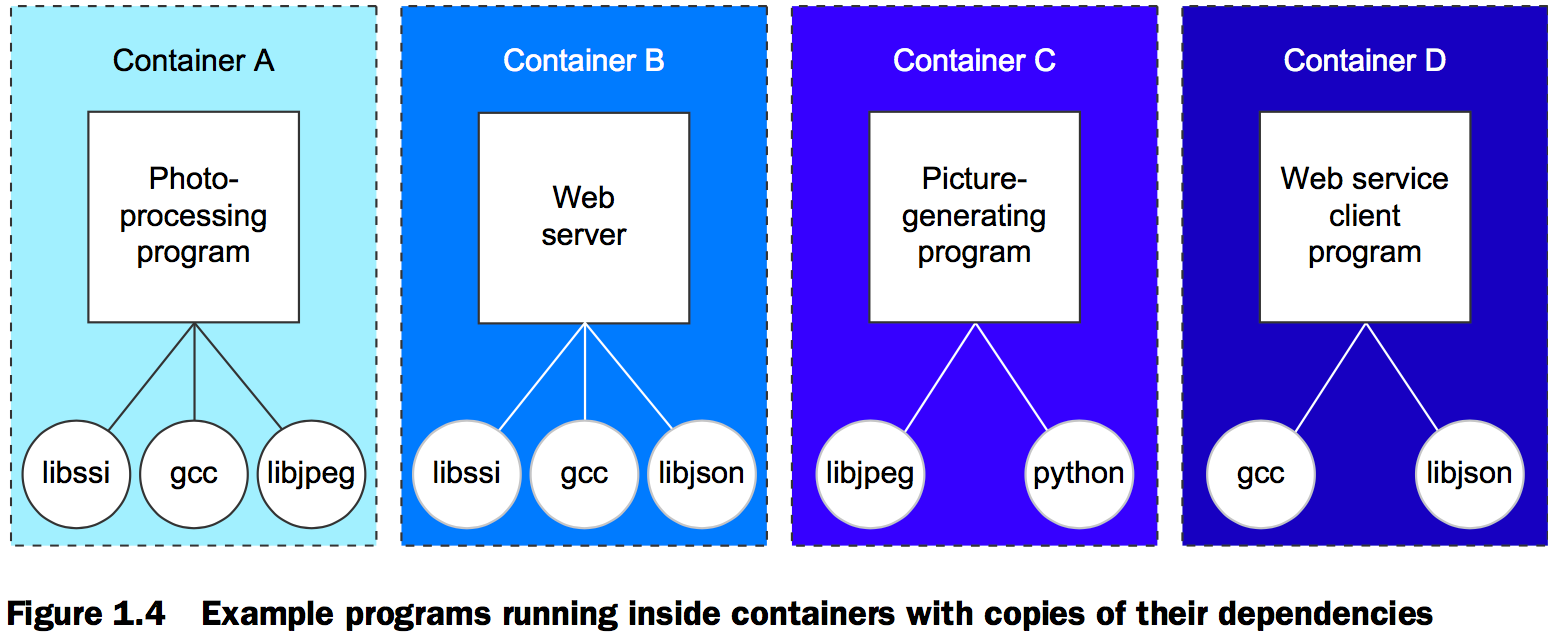 Container A
Photo-
processing
program
libssi
gcc
libjpeg
Container B
Web
server
libssi
gcc
libjson
Container C
Picture-
generating
program
libjpeg
python
Container D
Web service
client
program
gcc
libjson
Figure 1.4 Example programs running inside containers with copies of their dependencies